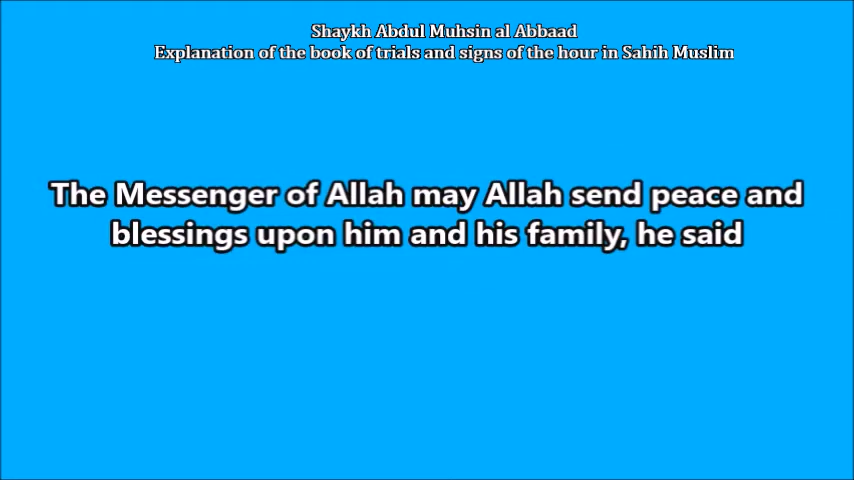 Shaykh Abdul Muhsin al Abbaad
Explanation of the book of trials and signs of the hour in Sahih Muslim
The Messenger of Allah may Allah send peace and
blessings upon him and his family, he said